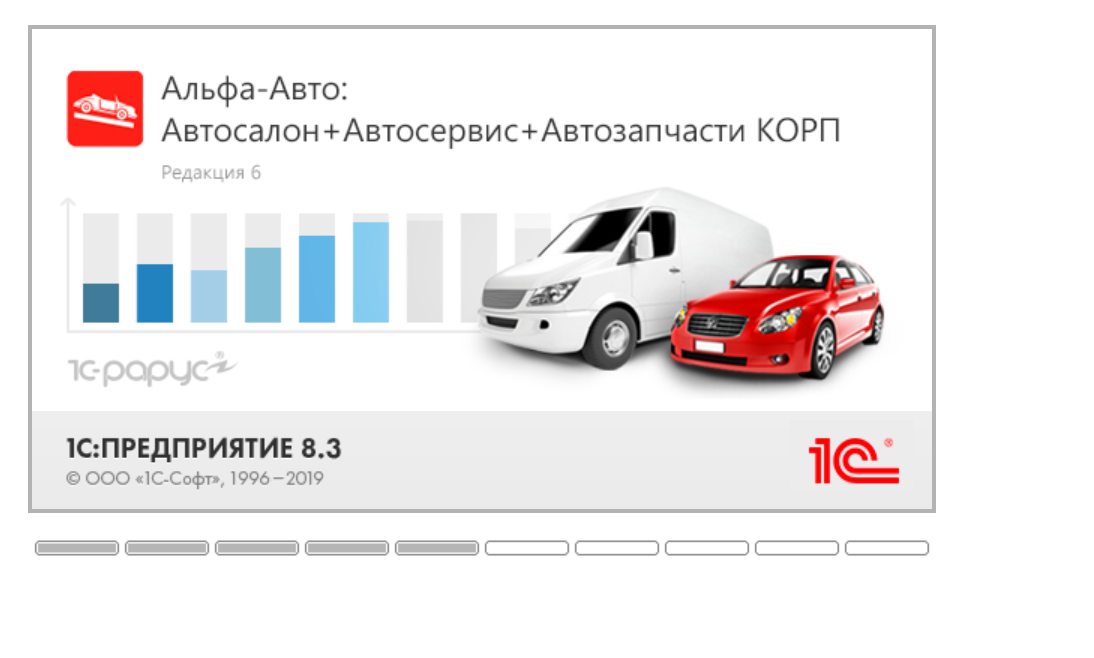 Альфа-Авто:
Автосалон+Автосервис+Автозапчасти КОРП
Редакция 6
1С-рарус®
1С:ПРЕДПРИЯТИЕ 8.3
© ООО «1С-Софт», 1996–2019
1С®